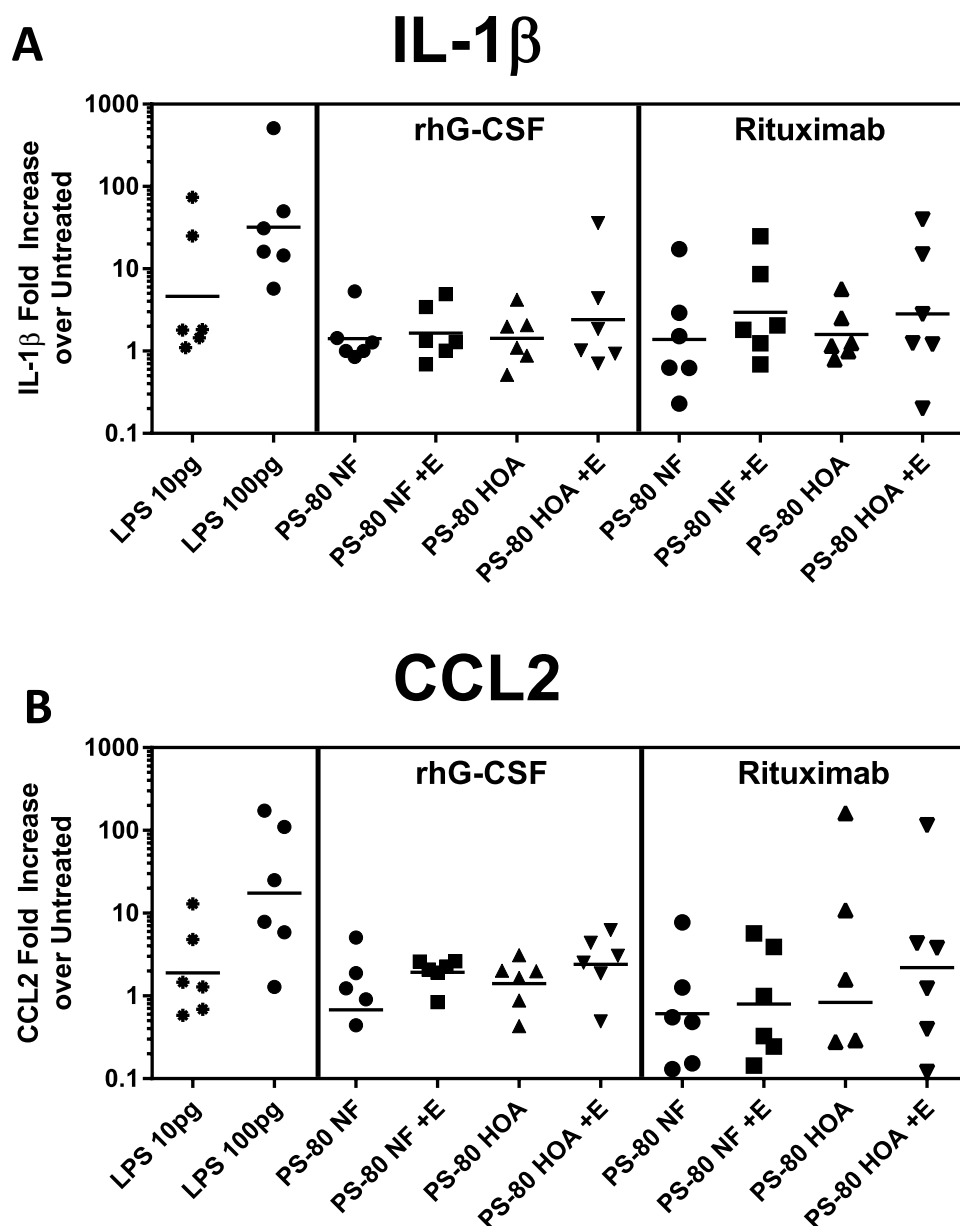 A
IL-1β
IL-1β Fold Increase
over Untreated
1000
100
10
1
0.1
rhG-CSF
Rituximab
LPS 10pg
LPS 100pg
PS-80 NF
PS-80 NF +E
PS-80 HOA
PS-80 HOA +E
PS-80 NF
PS-80 NF +E
PS-80 HOA
PS-80 HOA +E
B
CCL2
CCL2 Fold Increase
over Untreated
1000
100
10
1
0.1
rhG-CSF
Rituximab
LPS 10pg
LPS 100pg
PS-80 NF
PS-80 NF +E
PS-80 HOA
PS-80 HOA +E
PS-80 NF
PS-80 NF +E
PS-80 HOA
PS-80 HOA +E